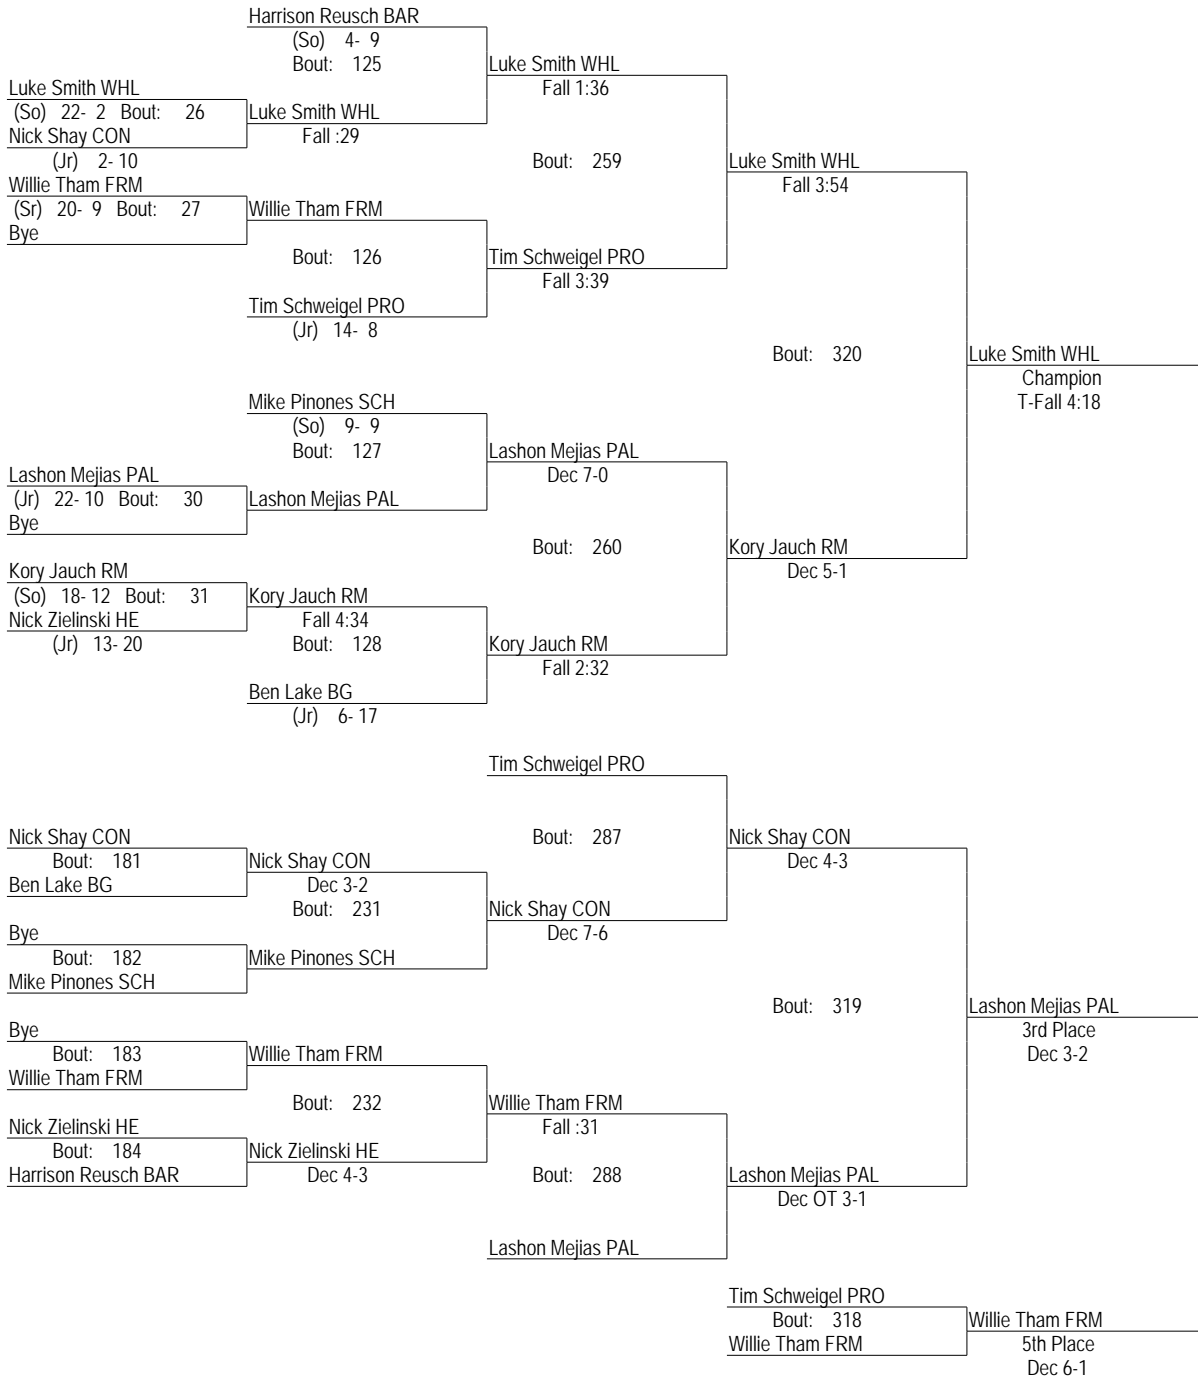 Harrison Reusch BAR
(So) 4- 9
Bout: 125
Luke Smith WHL
Fall 1:36
Luke Smith WHL
(So) 22- 2 Bout: 26
Luke Smith WHL
Nick Shay CON
Fall :29
(Jr) 2- 10
Bout: 259
Luke Smith WHL
Willie Tham FRM
Fall 3:54
(Sr) 20- 9 Bout: 27
Willie Tham FRM
Bye
Bout: 126
Tim Schweigel PRO
Fall 3:39
Tim Schweigel PRO
(Jr) 14- 8
Bout: 320
Luke Smith WHL
Champion
T-Fall 4:18
Mike Pinones SCH
(So) 9- 9
Bout: 127
Lashon Mejias PAL
Dec 7-0
Lashon Mejias PAL
(Jr) 22- 10 Bout: 30
Lashon Mejias PAL
Bye
Bout: 260
Kory Jauch RM
Dec 5-1
Kory Jauch RM
(So) 18- 12 Bout: 31
Kory Jauch RM
Nick Zielinski HE
Fall 4:34
(Jr) 13- 20
Bout: 128
Kory Jauch RM
Fall 2:32
Ben Lake BG
(Jr) 6- 17
Tim Schweigel PRO
Nick Shay CON
Bout: 287
Nick Shay CON
Bout: 181
Nick Shay CON
Dec 4-3
Ben Lake BG
Dec 3-2
Bout: 231
Nick Shay CON
Dec 7-6
Bye
Bout: 182
Mike Pinones SCH
Mike Pinones SCH
Bout: 319
Lashon Mejias PAL
3rd Place
Dec 3-2
Bye
Bout: 183
Willie Tham FRM
Willie Tham FRM
Bout: 232
Willie Tham FRM
Fall :31
Nick Zielinski HE
Bout: 184
Nick Zielinski HE
Harrison Reusch BAR
Dec 4-3
Bout: 288
Lashon Mejias PAL
Dec OT 3-1
Lashon Mejias PAL
Tim Schweigel PRO
Bout: 318
Willie Tham FRM
Willie Tham FRM
5th Place
Dec 6-1